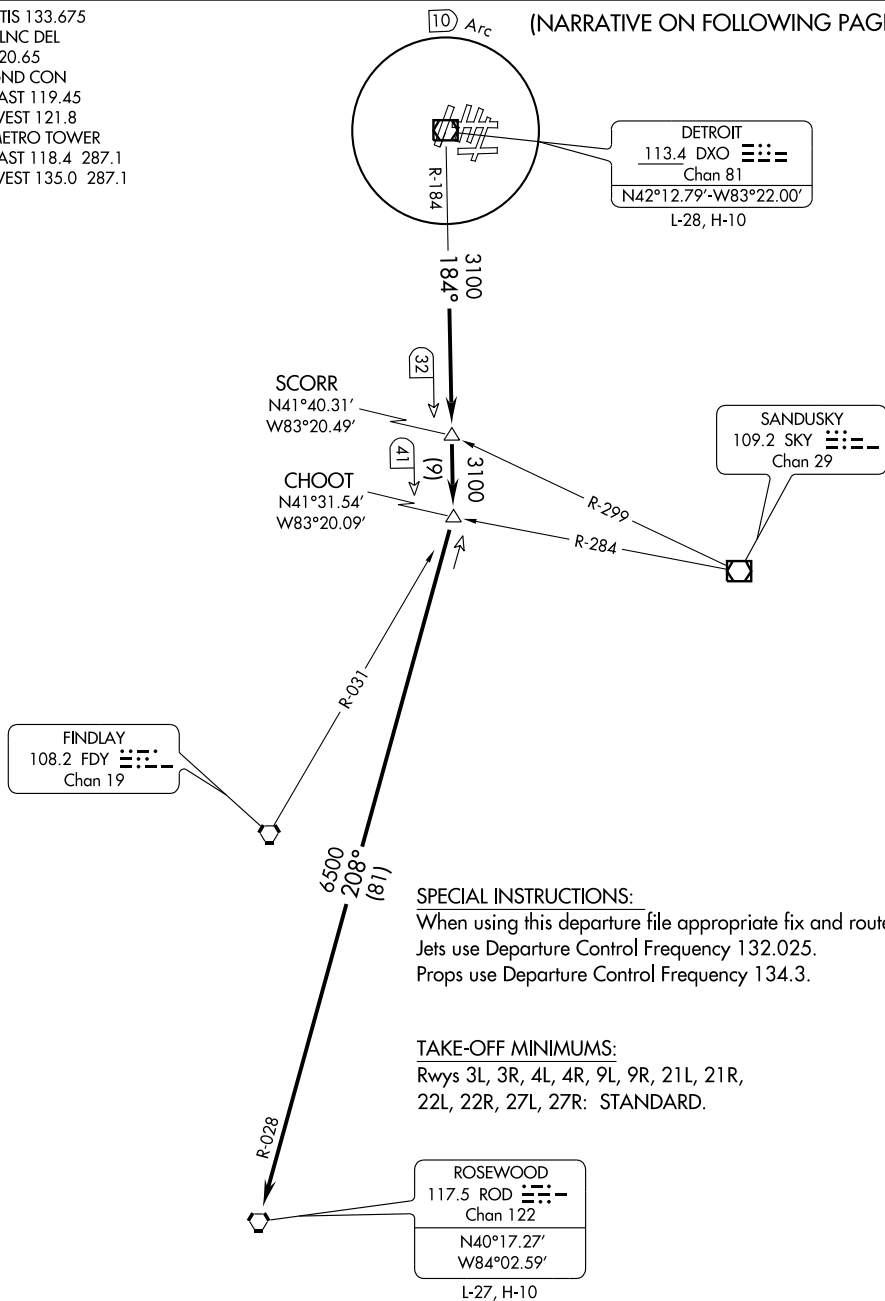 TIS 133.675
LNC DEL
20.65
ND CON
AST 119.45
VEST 121.8
METRO TOWER
AST 118.4 287.1
VEST 135.0 287.1
10 Arc
(NARRATIVE ON FOLLOWING PAGE
DETROIT
113.4 DXO
Chan 81
N42°12.79'-W83°22.00'
L-28, H-10
R-184
3100
184°
32
SCORR
N41°40.31'
W83°20.49'
41
(9)
3100
CHOOT
N41°31.54'
W83°20.09'
SANDUSKY
109.2 SKY
Chan 29
R-299
R-284
R-031
FINDLAY
108.2 FDY
Chan 19
6500
208°
(81)
SPECIAL INSTRUCTIONS:
When using this departure file appropriate fix and route
Jets use Departure Control Frequency 132.025.
Props use Departure Control Frequency 134.3.
TAKE-OFF MINIMUMS:
Rwys 3L, 3R, 4L, 4R, 9L, 9R, 21L, 21R,
22L, 22R, 27L, 27R: STANDARD.
R-028
ROSEWOOD
117.5 ROD
Chan 122
N40°17.27'
W84°02.59'
L-27, H-10